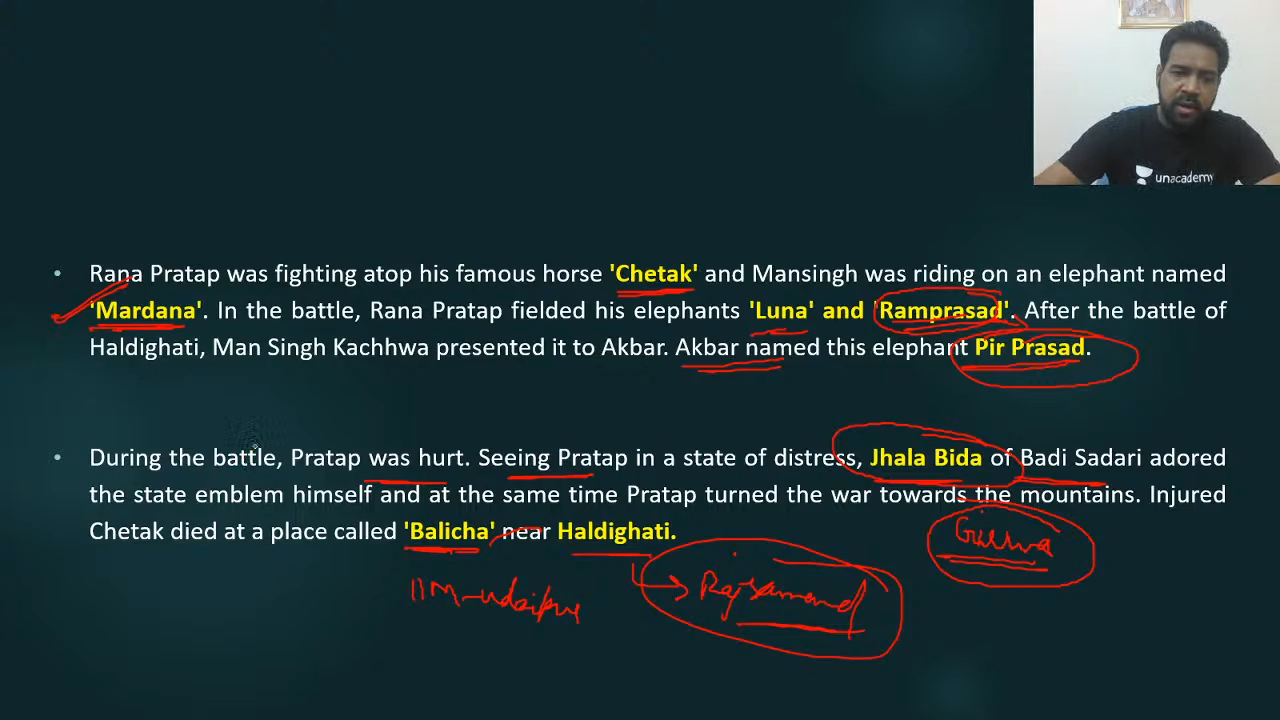 unacademy
• Rana Pratap was fighting atop his famous horse 'Chetak' and Mansingh was riding on an elephant named
'Mardana'. In the battle, Rana Pratap fielded his elephants 'Luna' and 'Ramprasad'. After the battle of
Haldighati, Man Singh Kachhwa presented it to Akbar. Akbar named this elephant Pir Prasad.
• During the battle, Pratap was hurt. Seeing Pratap in a state of distress, Jhala Bida of Badi Sadari adored
the state emblem himself and at the same time Pratap turned the war towards the mountains. Injured
Chetak died at a place called 'Balicha' near Haldighati.
IIM-udaipur
Rajsamand